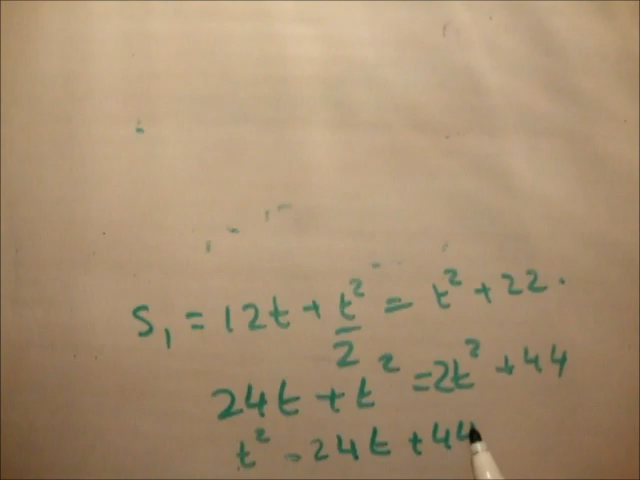 S₁ = 12t + t²/2 = t² + 22.
24t + t² = 2t² + 44
t² - 24t + 44